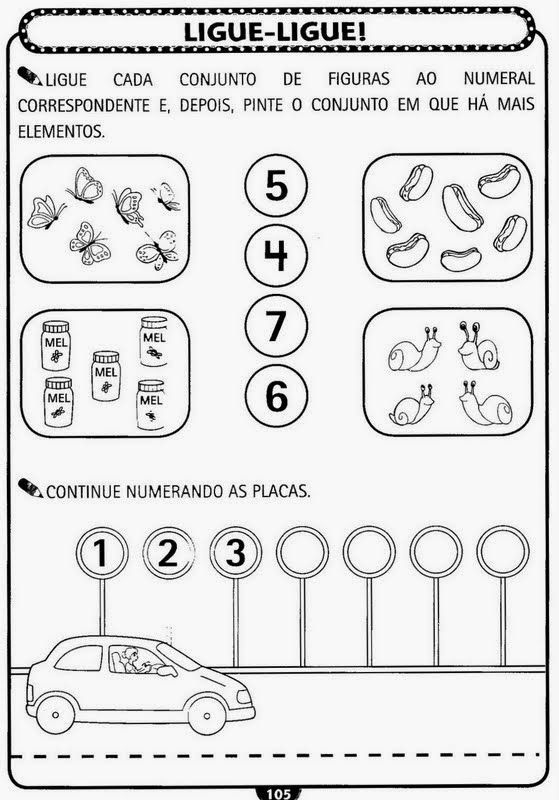 LIGUE-LIGUE!
LIGUE CADA CONJUNTO DE FIGURAS AO NUMERAL
CORRESPONDENTE E, DEPOIS, PINTE O CONJUNTO EM QUE HÁ MAIS
ELEMENTOS.
5
4
7
6
MEL
MEL
MEL
MEL
MEL
CONTINUE NUMERANDO AS PLACAS.
1 2 3
105